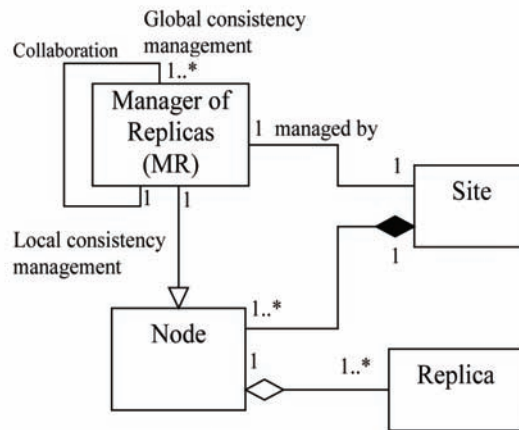 Global consistency
management
Collaboration
1..*
Manager of
Replicas
(MR)
1 managed by
1
Site
1
1
1
Local consistency
management
1..*
Node
1
1..*
Replica